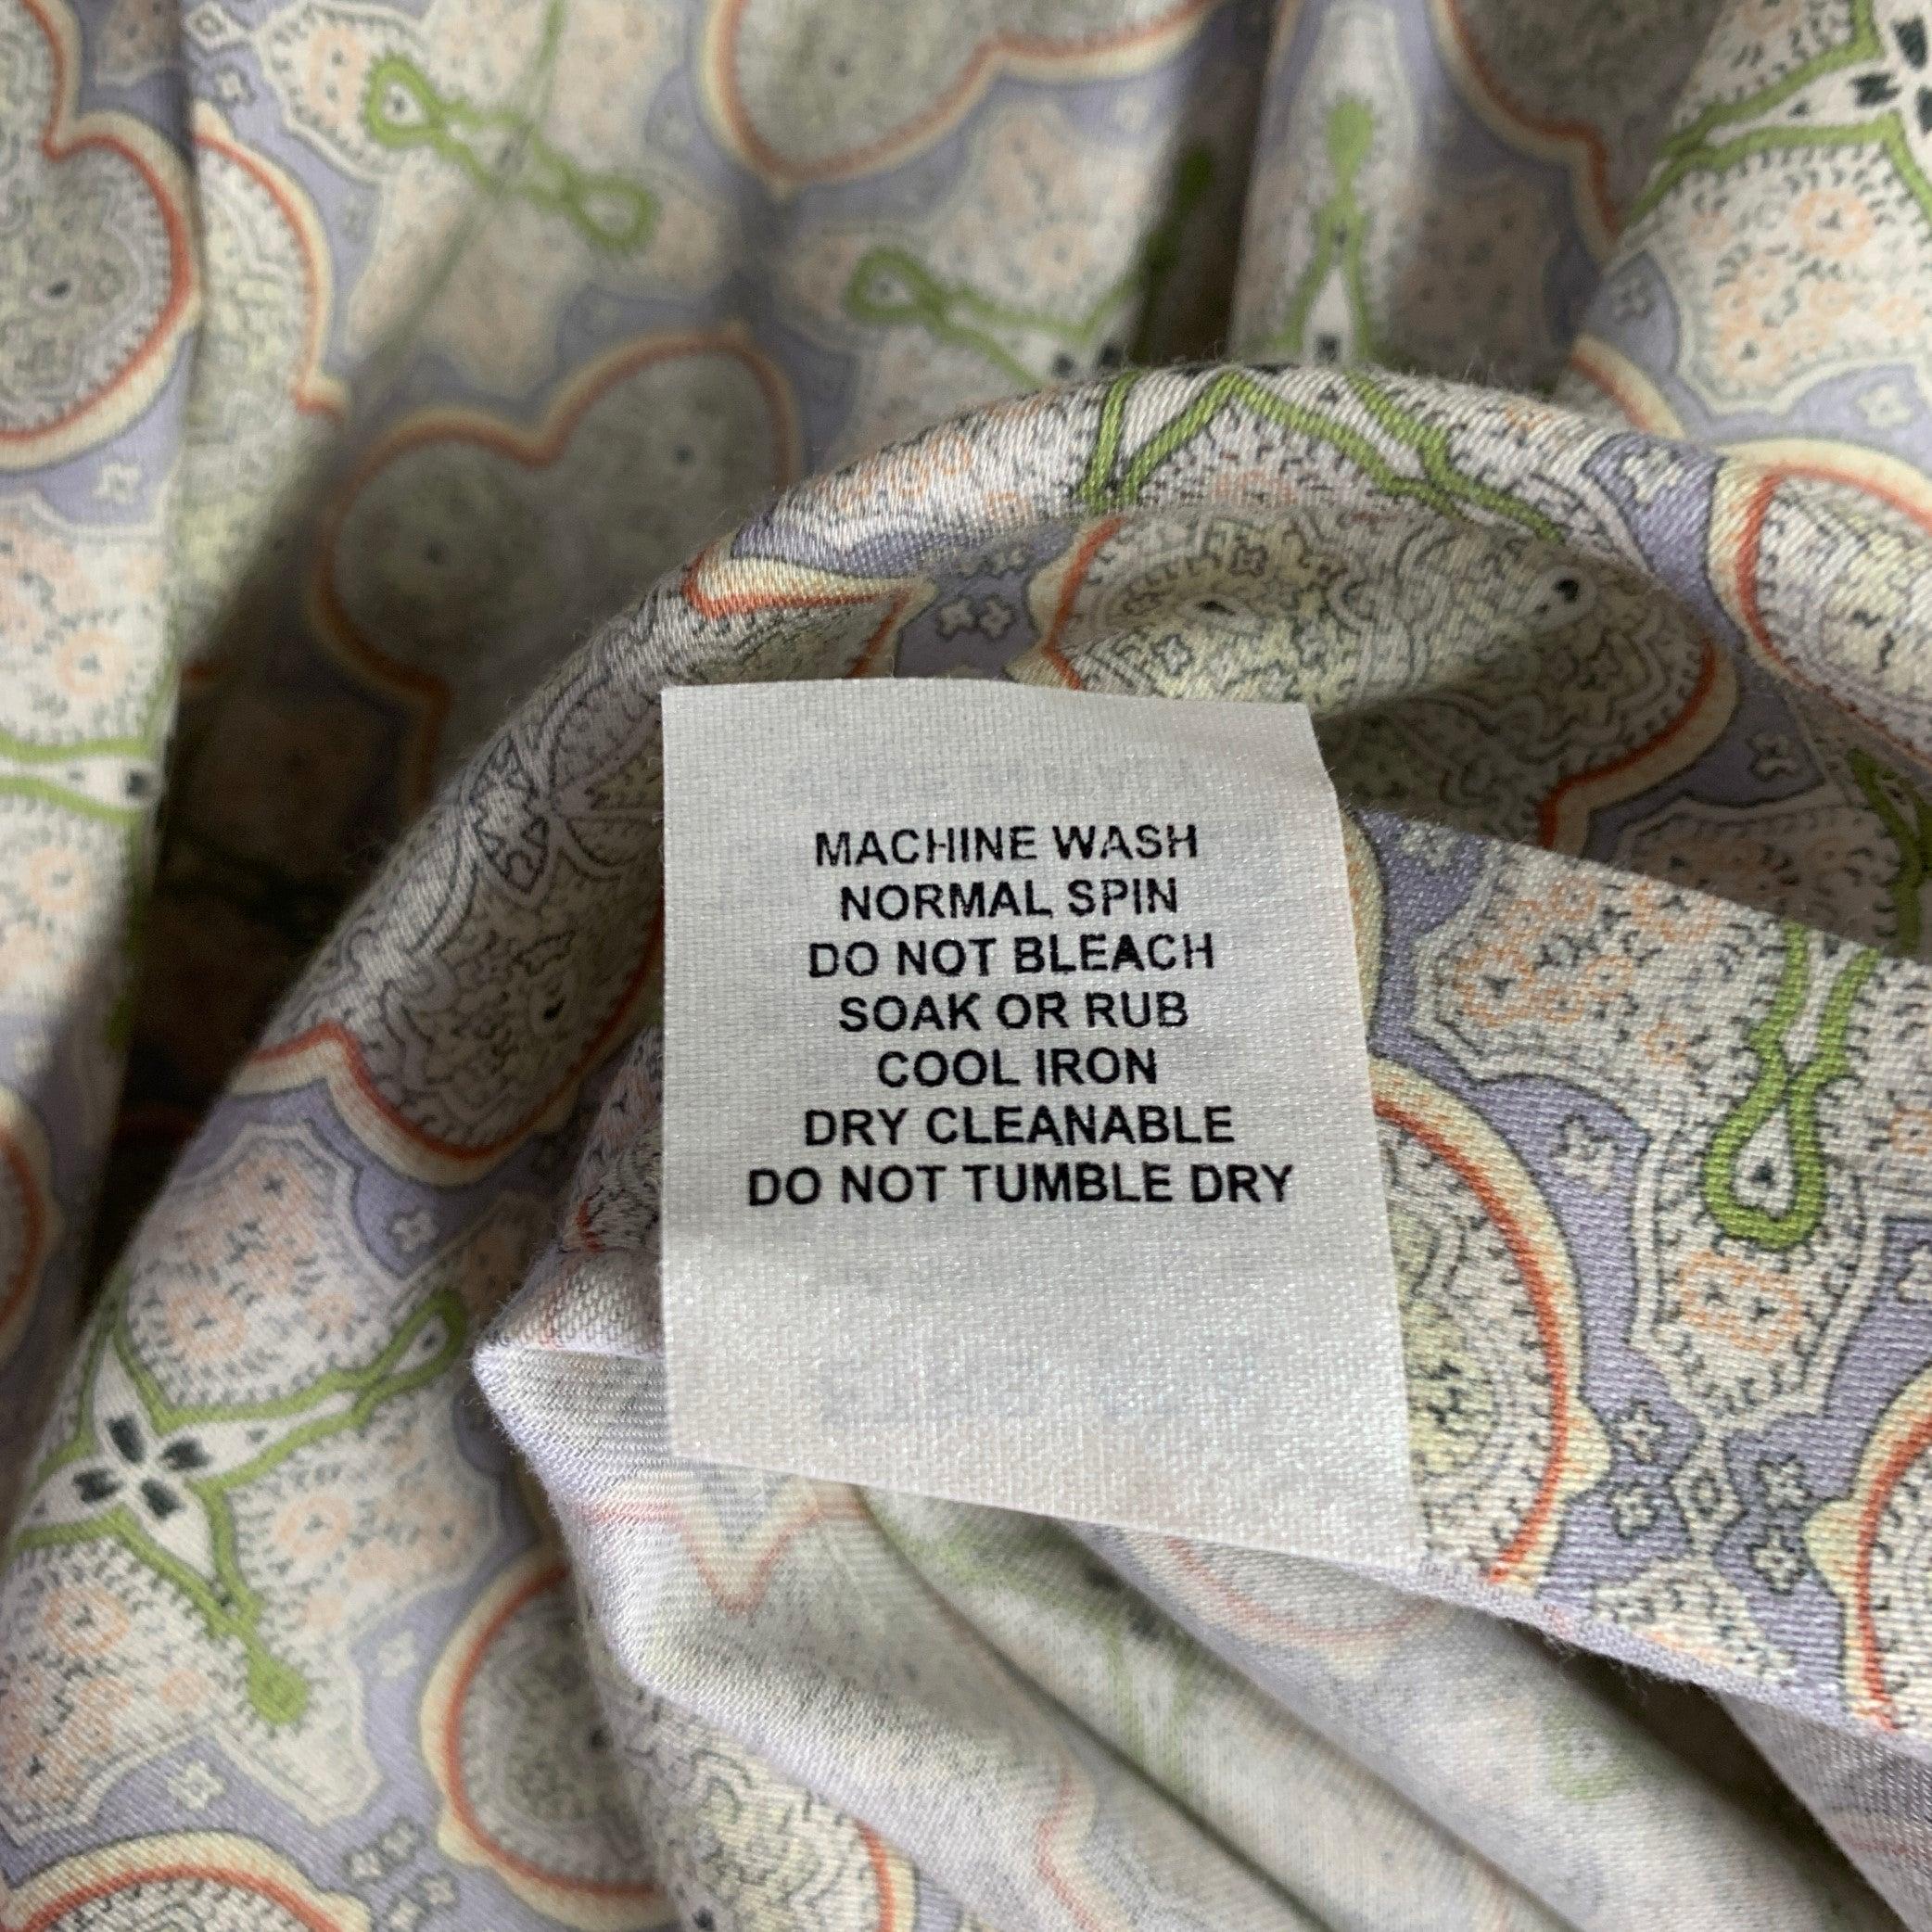 MACHINE WASH
NORMAL SPIN
DO NOT BLEACH
SOAK OR RUB
COOL IRON
DRY CLEANABLE
DO NOT TUMBLE DRY